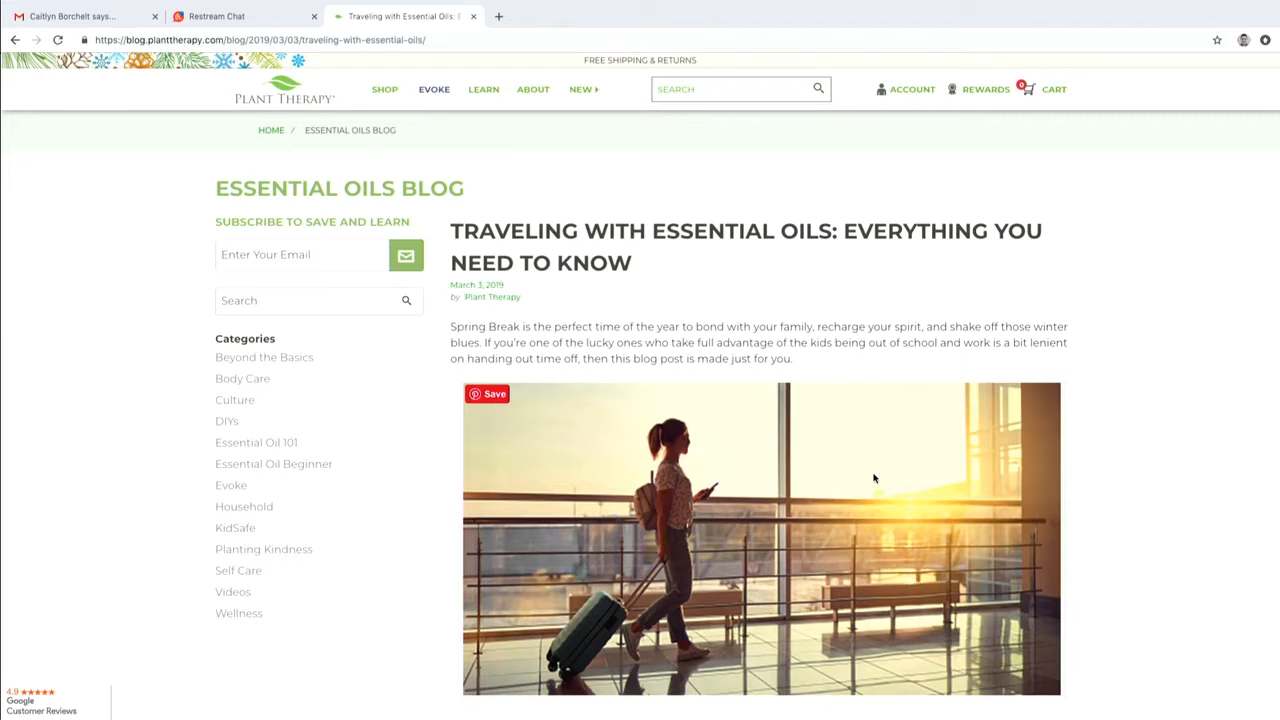 Caitlyn Borchelt says...
Restream Chat
Traveling with Essential Oils: E
https://blog.planttherapy.com/blog/2019/03/03/traveling-with-essential-oils/
FREE SHIPPING & RETURNS
PLANT THERAPY
SHOP
EVOKE
LEARN
ABOUT
NEW
SEARCH
ACCOUNT
REWARDS
0
CART
HOME / ESSENTIAL OILS BLOG
ESSENTIAL OILS BLOG
SUBSCRIBE TO SAVE AND LEARN
Enter Your Email
Search
Categories
Beyond the Basics
Body Care
Culture
DIYs
Essential Oil 101
Essential Oil Beginner
Evoke
Household
KidSafe
Planting Kindness
Self Care
Videos
Wellness
TRAVELING WITH ESSENTIAL OILS: EVERYTHING YOU
NEED TO KNOW
March 3, 2019
by Plant Therapy
Spring Break is the perfect time of the year to bond with your family, recharge your spirit, and shake off those winter
blues. If you're one of the lucky ones who take full advantage of the kids being out of school and work is a bit lenient
on handing out time off, then this blog post is made just for you.
Save
4.9
Google
Customer Reviews